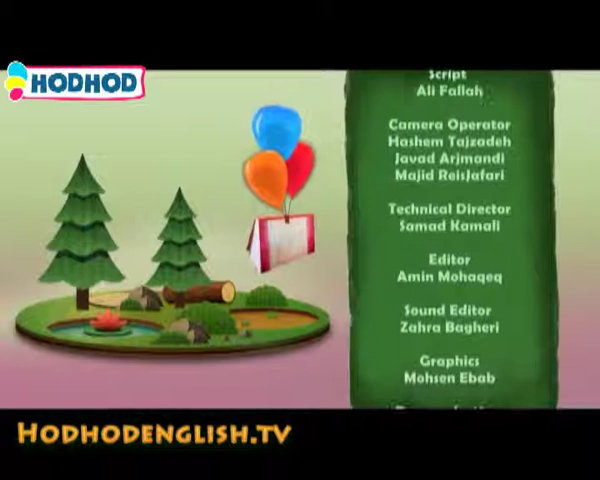 HODHOD
Script
Ali Fallah
Camera Operator
Hashem Tajzadeh
Javad Arjmandi
Majid ReisJafari
Technical Director
Samad Kamali
Editor
Amin Mohaqeq
Sound Editor
Zahra Bagheri
Graphics
Mohsen Ebab
HODHODENGLISH.TV